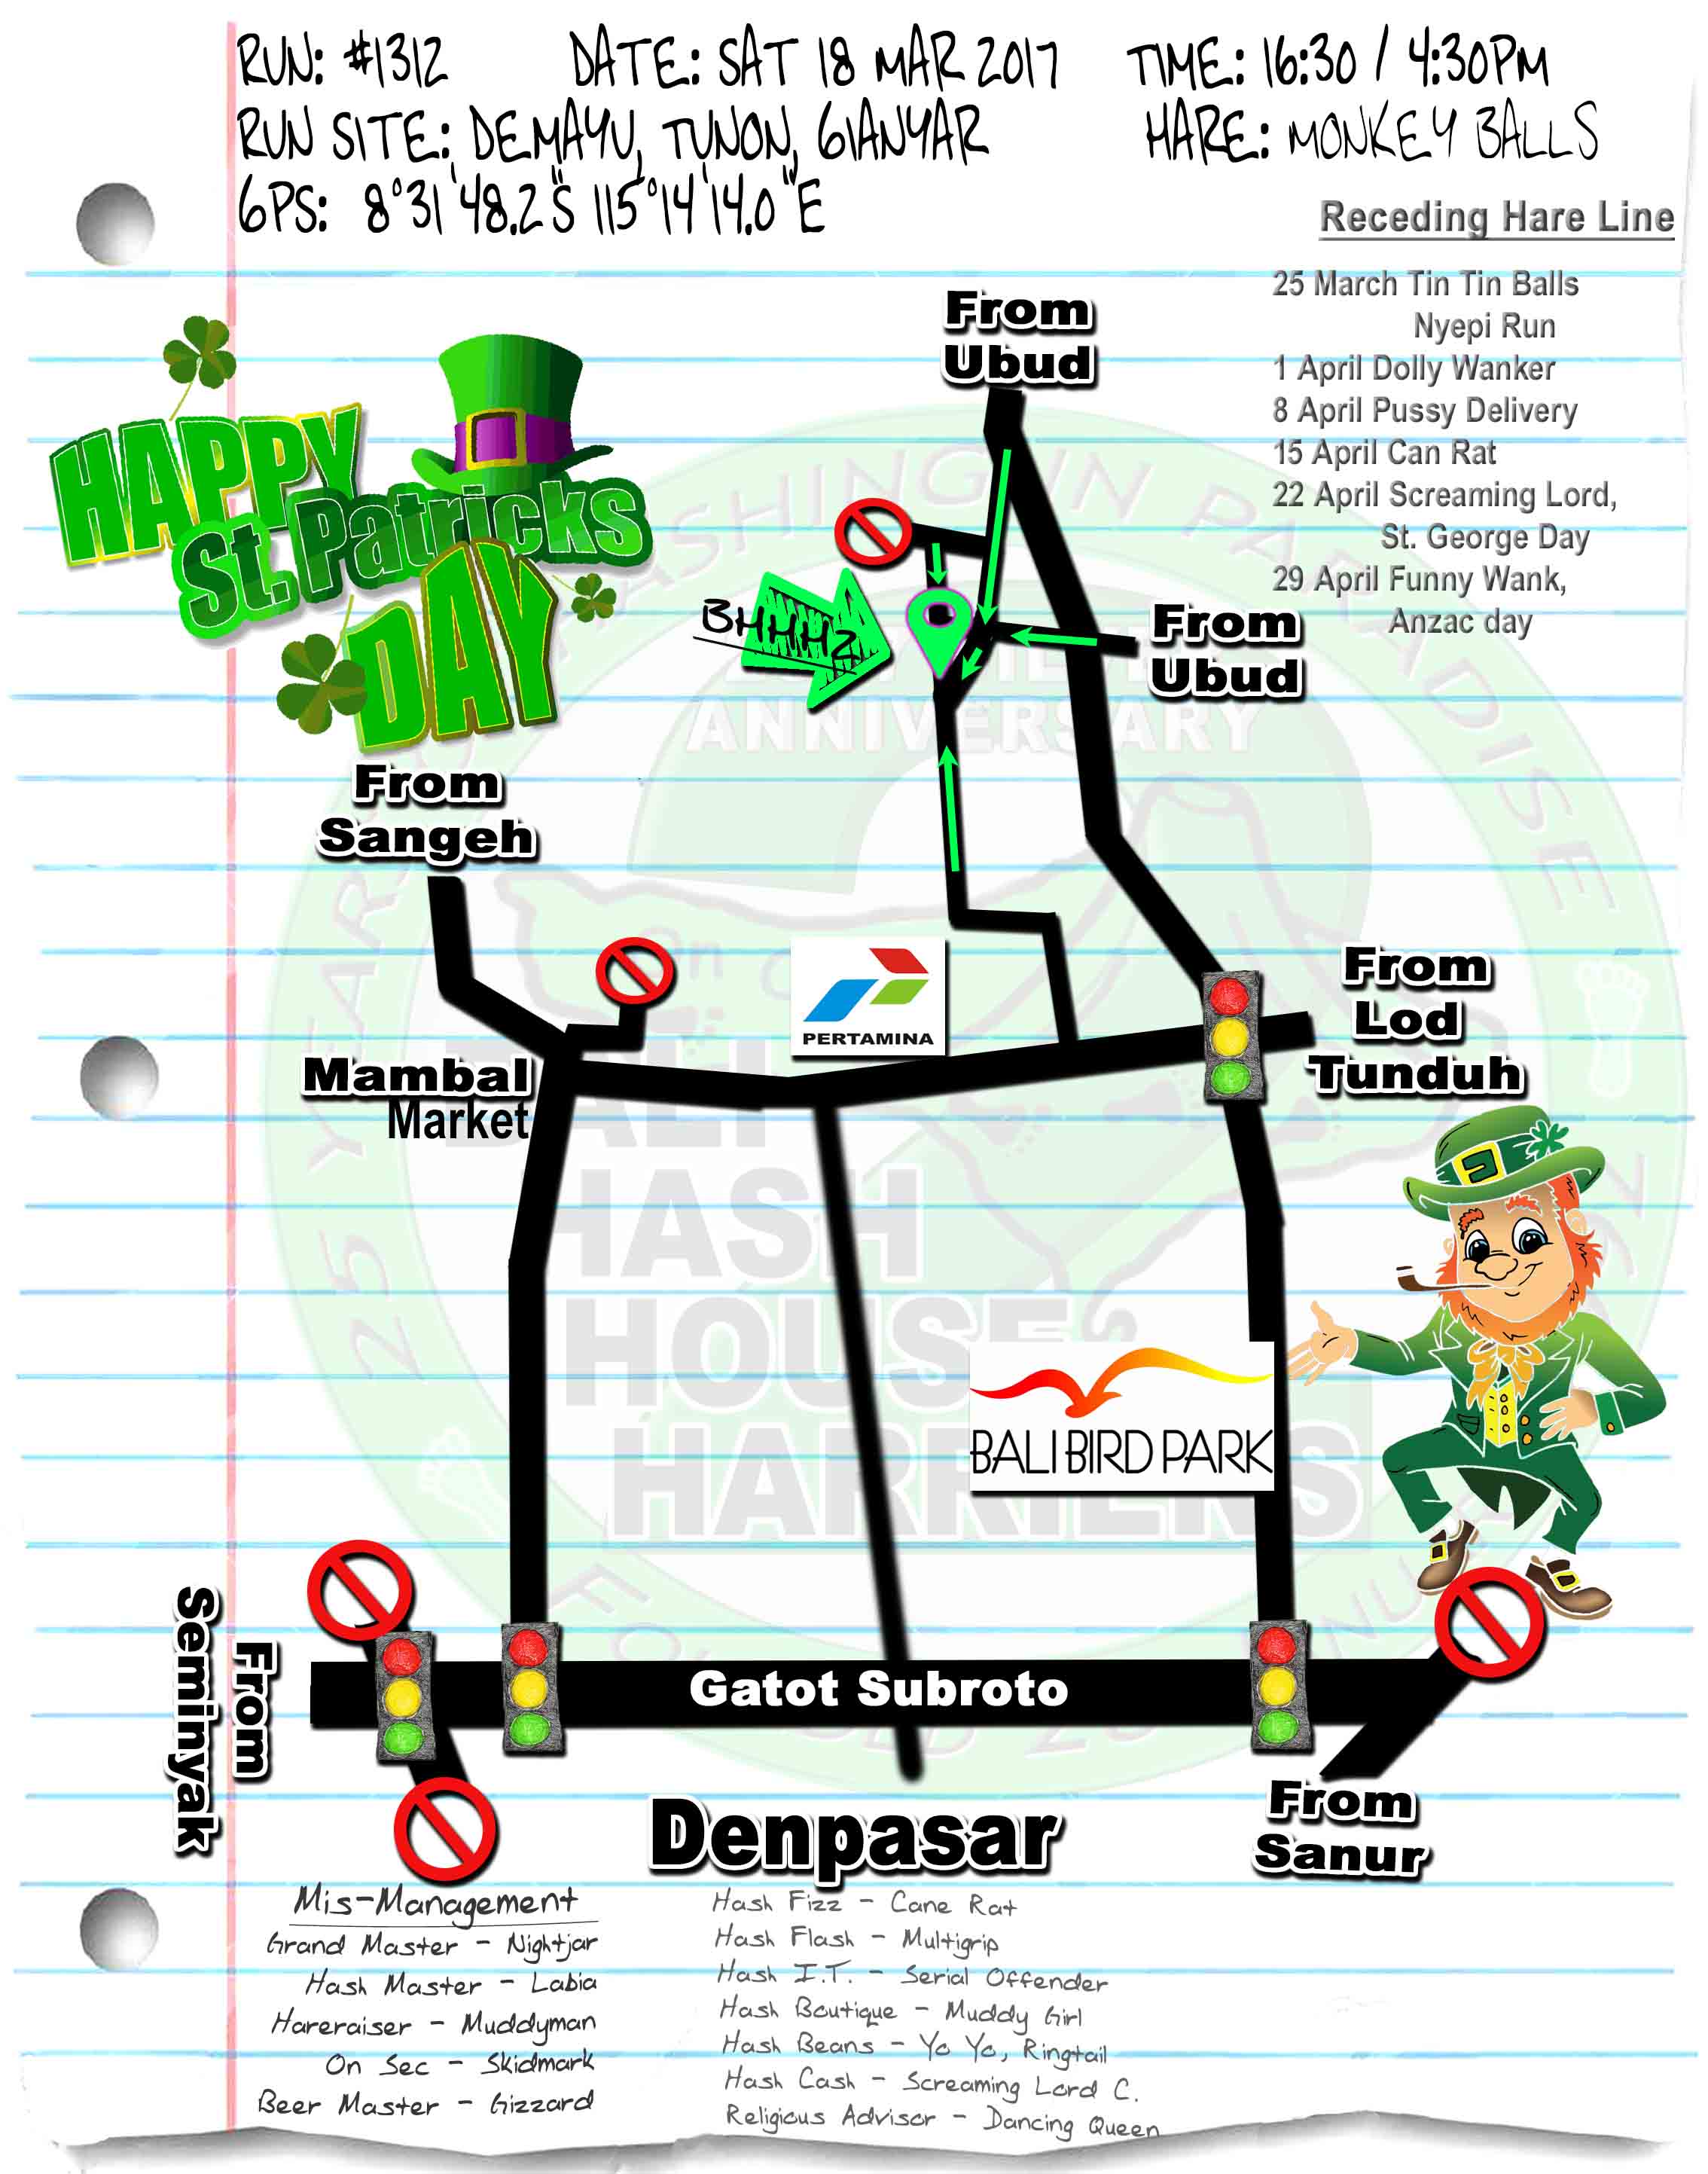 RUN: #1312 DATE: SAT 18 MAR 2017 TIME: 16:30 / 4:30PM
RUN SITE: DEMAYU, TUNON, GIANYAR HARE: MONKEY BALLS
GPS: 8°31'48.2"S 115°14'14.0"E
Receding Hare Line
25 March Tin Tin Balls
Nyepi Run
1 April Dolly Wanker
8 April Pussy Delivery
15 April Can Rat
22 April Screaming Lord,
St. George Day
29 April Funny Wank,
Anzac day
HAPPY
St. Patricks
DAY
From
Ubud
BHHH2
From
Ubud
ANNIVERSARY
HASHING IN PARADISE
25 YEARS
From
Sangeh
PERTAMINA
From
Lod
Tunduh
Mambal
Market
BALI
HASH
HOUSE
HARRIERS
BALI BIRD PARK
From
Seminyak
Gatot Subroto
Denpasar
From
Sanur
Mis-Management
Grand Master - Nightjar
Hash Master - Labia
Hareraiser - Muddyman
On Sec - Skidmark
Beer Master - Gizzard
Hash Fizz - Cane Rat
Hash Flash - Multigrip
Hash I.T. - Serial Offender
Hash Boutique - Muddy Girl
Hash Beans - Yo Yo, Ringtail
Hash Cash - Screaming Lord C.
Religious Advisor - Dancing Queen